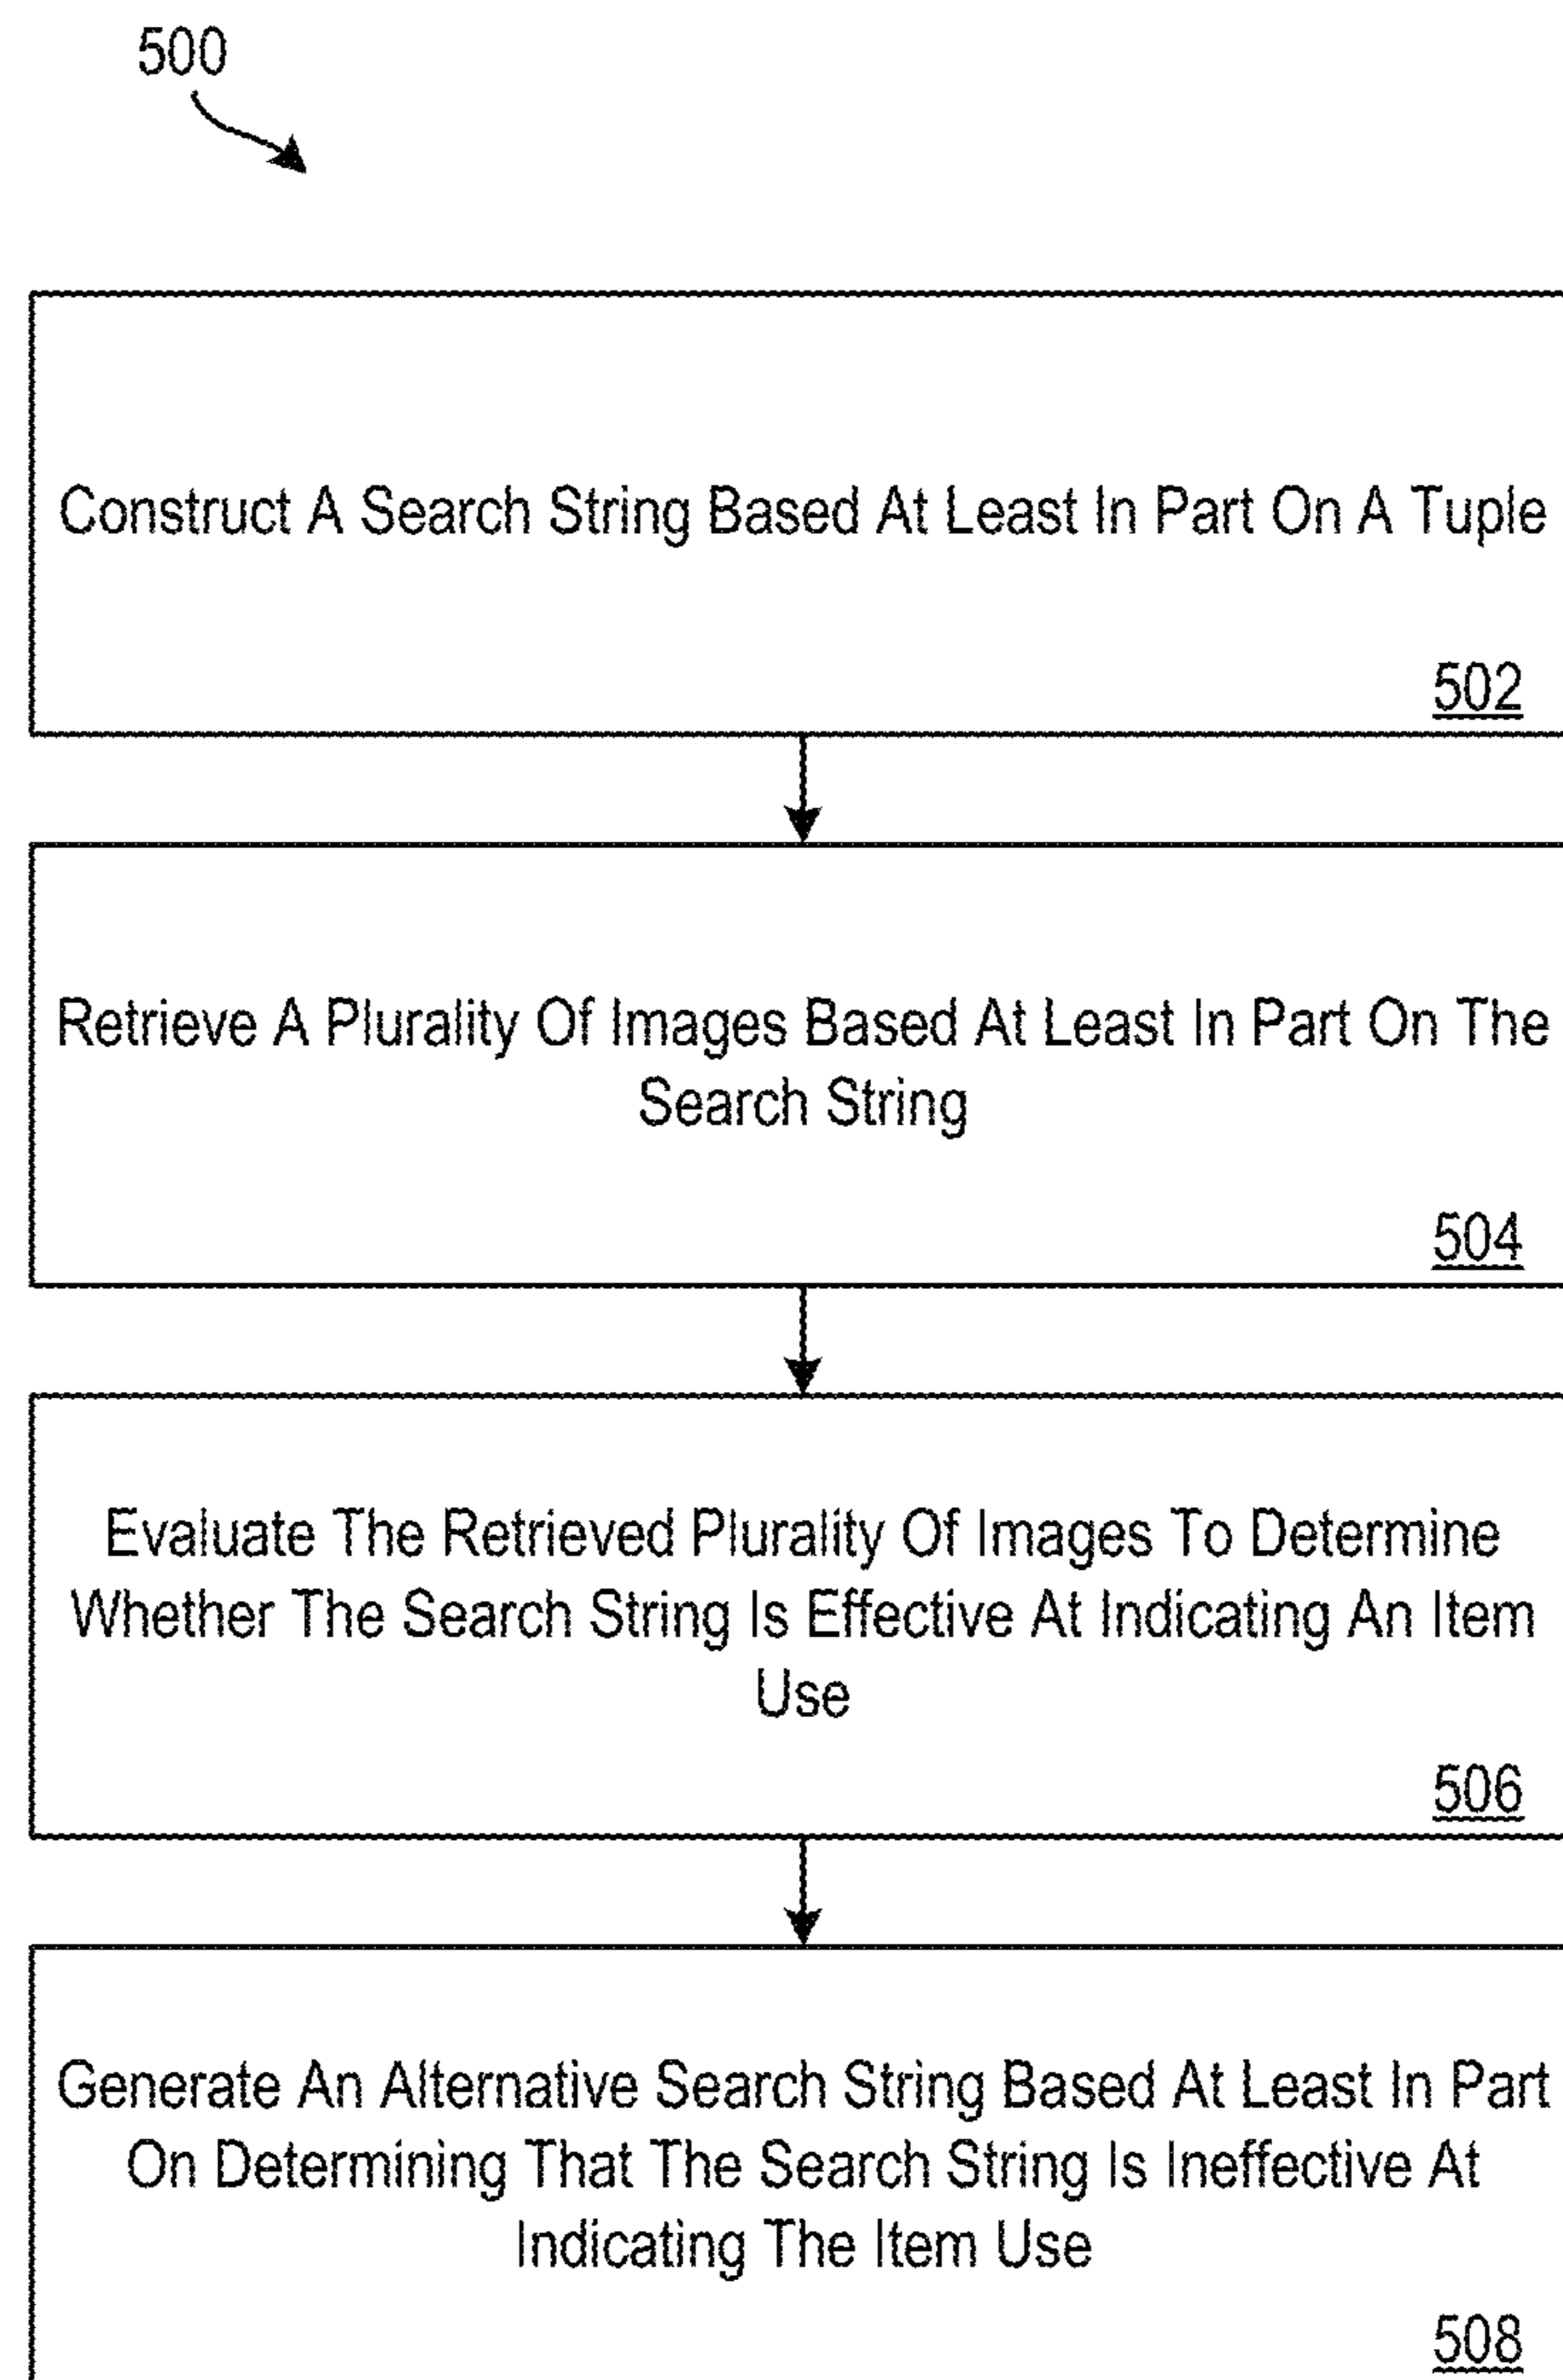 500
Construct A Search String Based At Least In Part On A Tuple
502
Retrieve A Plurality Of Images Based At Least In Part On The
Search String
504
Evaluate The Retrieved Plurality Of Images To Determine
Whether The Search String Is Effective At Indicating An Item
Use
506
Generate An Alternative Search String Based At Least In Part
On Determining That The Search String Is Ineffective At
Indicating The Item Use
508